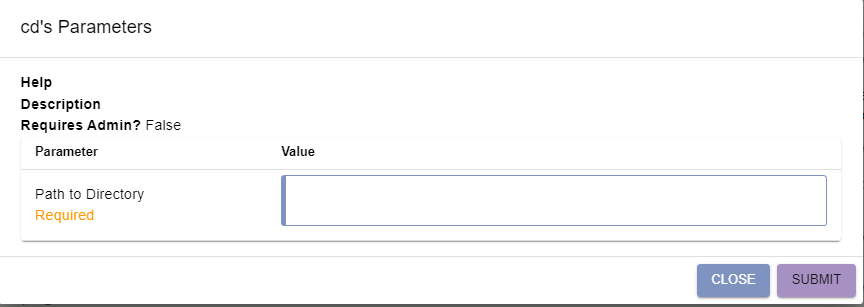 cd's Parameters
Help
Description
Requires Admin? False
Parameter Value
Path to Directory
Required
CLOSE SUBMIT